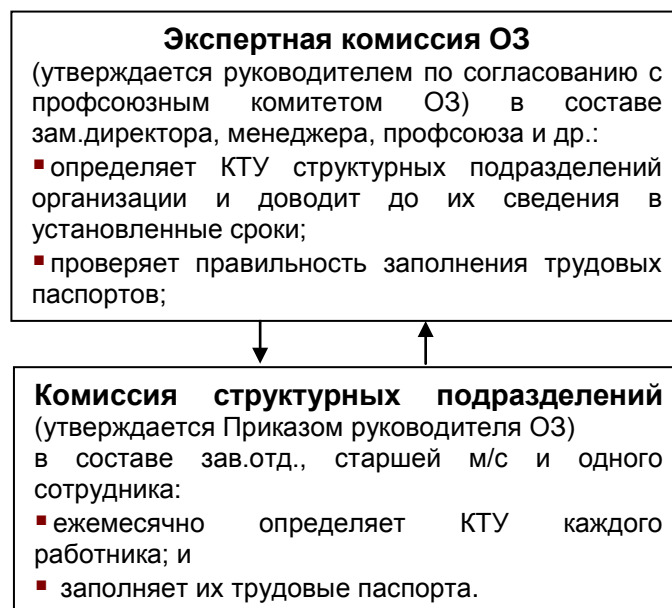 Экспертная комиссия ОЗ
(утверждается руководителем по согласованию с
профсоюзным комитетом ОЗ) в составе
зам.директора, менеджера, профсоюза и др.:
▪ определяет КТУ структурных подразделений
организации и доводит до их сведения в
установленные сроки;
▪ проверяет правильность заполнения трудовых
паспортов;
Комиссия структурных подразделений
(утверждается Приказом руководителя ОЗ)
в составе зав.отд., старшей м/с и одного
сотрудника:
▪ ежемесячно определяет КТУ каждого
работника; и
▪ заполняет их трудовые паспорта.